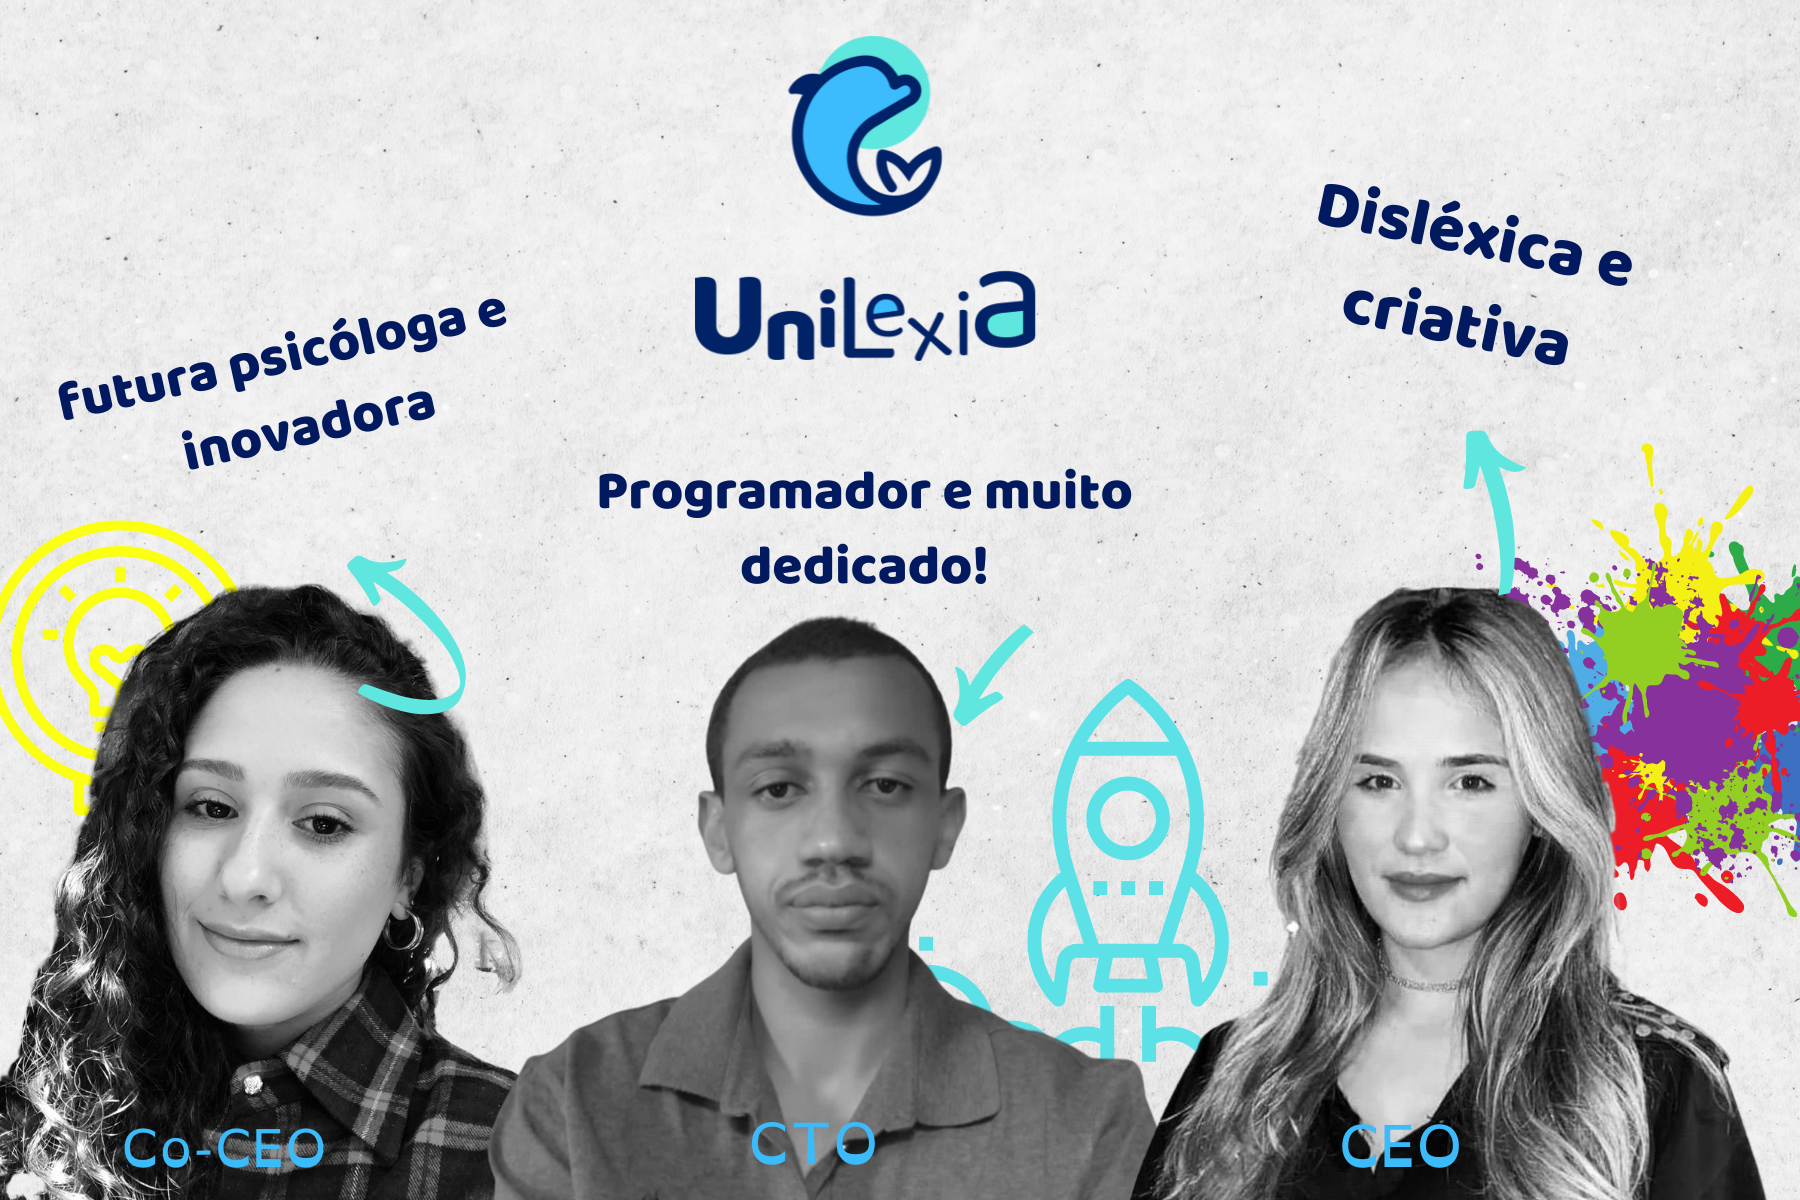 UniLexia
Disléxica e
criativa
futura psicóloga e
inovadora
Programador e muito
dedicado!
Co-CEO
CTO
CEO